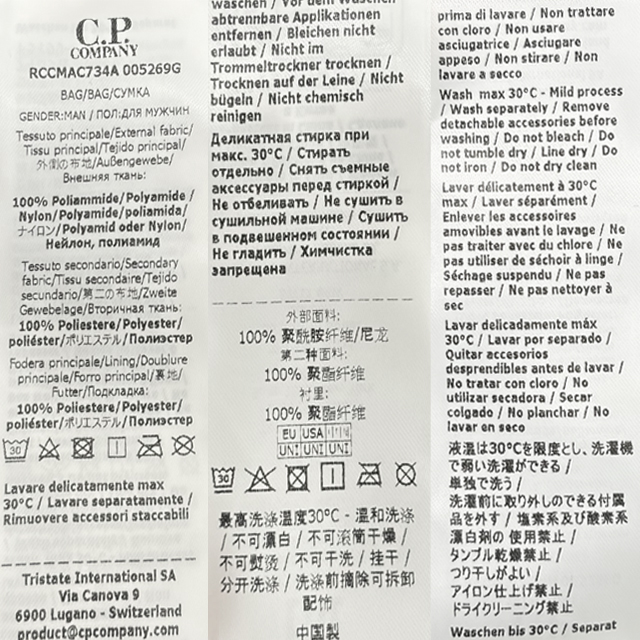 C.P.
COMPANY
RCCMAC734A 005269G
BAG/BAG/СУМКА
GENDER:MAN / ПОЛ:ДЛЯ МУЖЧИН
Tessuto principale/External fabric/
Tissu principal/Tejido principal/
外側の布地/Außengewebe/
Внешняя ткань:
100% Poliammide/Polyamide /
Nylon/Polyamide/poliamida/
ナイロン/Polyamid oder Nylon/
Нейлон, полиамид
Tessuto secondario/Secondary
fabric/Tissu secondaire/Tejido
secundario/第二の布地/Zweite
Gewebelage/Вторичная ткань:
100% Poliestere/Polyester/
poliéster/ポリエステル/Полиэстер
Fodera principale/Lining/Doublure
principale/Forro principal/裏地/
Futter/Подкладка:
100% Poliestere/Polyester/
poliéster/ポリエステル/Полиэстер
30
Lavare delicatamente max
30°C / Lavare separatamente /
Rimuovere accessori staccabili
Tristate International SA
Via Canova 9
6900 Lugano - Switzerland
product@cpcompany.com
waschen / Vor dem Waschen
abtrennbare Applikationen
entfernen / Bleichen nicht
erlaubt / Nicht im
Trommeltrockner trocknen /
Trocknen auf der Leine / Nicht
bügeln / Nicht chemisch
reinigen
Деликатная стирка при
макс. 30°C / Стирать
отдельно / Снять съемные
аксессуары перед стиркой /
Не отбеливать / Не сушить в
сушильной машине / Сушить
в подвешенном состоянии /
Не гладить / Химчистка
запрещена
外部面料:
100% 聚酰胺纤维/尼龙
第二种面料:
100% 聚酯纤维
衬里:
100% 聚酯纤维
EU USA
UNI UNI UNI
30
最高洗涤温度30°C - 温和洗涤
/ 不可漂白 / 不可滚筒干燥 /
不可熨烫 / 不可干洗 / 挂干 /
分开洗涤 / 洗涤前摘除可拆卸
配饰
中国製
prima di lavare / Non trattare
con cloro / Non usare
asciugatrice / Asciugare
appeso / Non stirare / Non
lavare a secco
Wash max 30°C - Mild process
/ Wash separately / Remove
detachable accessories before
washing / Do not bleach / Do
not tumble dry / Line dry / Do
not iron / Do not dry clean
Laver délicatement à 30°C
max / Laver séparément /
Enlever les accessoires
amovibles avant le lavage / Ne
pas traiter avec du chlore / Ne
pas utiliser de séchoir à linge /
Séchage suspendu / Ne pas
repasser / Ne pas nettoyer à
sec
Lavar delicadamente máx
30°C / Lavar por separado /
Quitar accesorios
desprendibles antes de lavar /
No tratar con cloro / No
utilizar secadora / Secar
colgado / No planchar / No
lavar en seco
液温は30°Cを限度とし、洗濯機
で弱い洗濯ができる /
単独で洗う /
洗濯前に取り外しのできる付属
品を外す / 塩素系及び酸素系
漂白剤の 使用禁止 /
タンブル乾燥禁止 /
つり干しがよい /
アイロン仕上げ禁止 /
ドライクリーニング禁止
Waschen bis 30°C / Separat